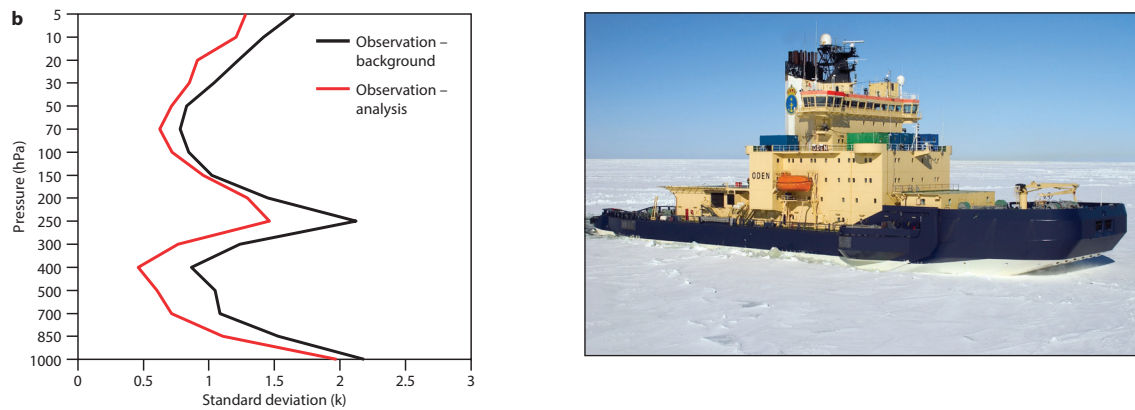 b
5
10
20
30
50
70
100
150
200
250
300
400
500
700
850
1000
Pressure (hPa)
0 0.5 1 1.5 2 2.5 3
Standard deviation (k)
Observation –
background
Observation –
analysis
ODEN